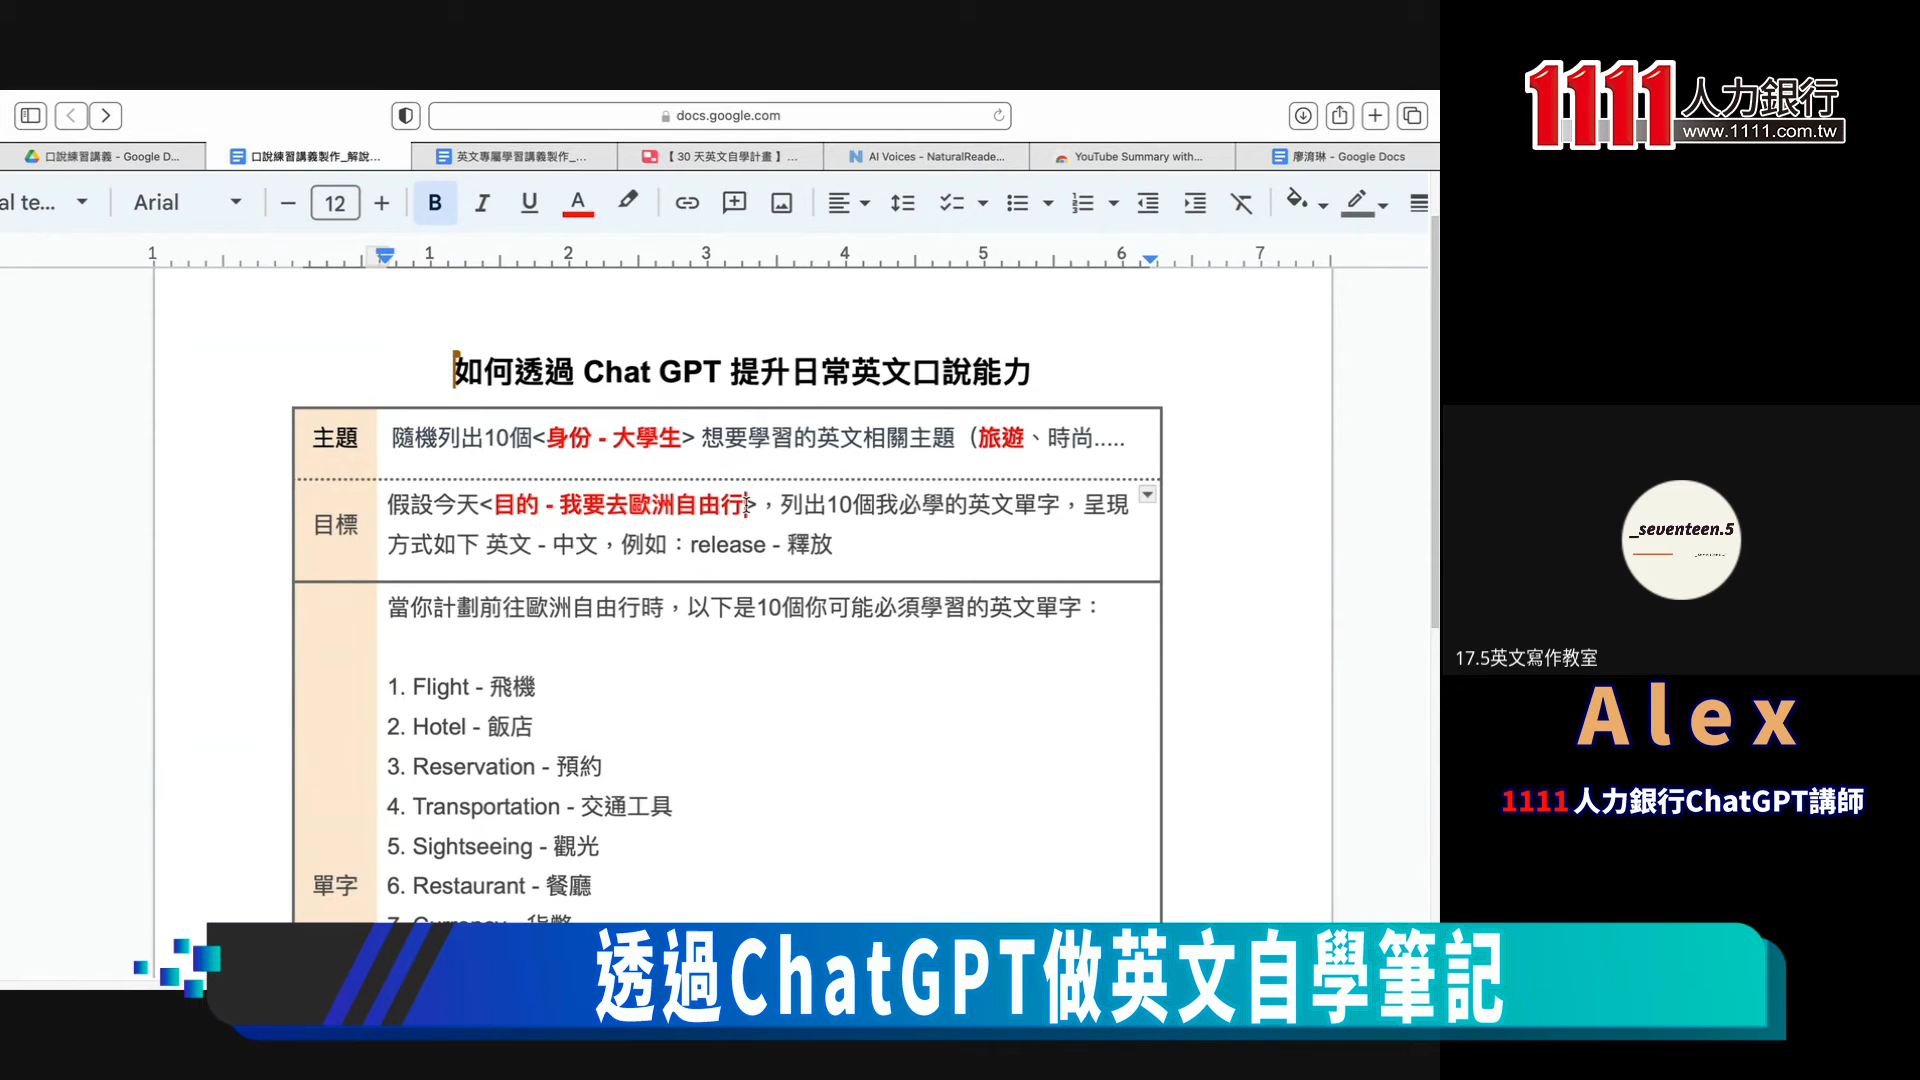 docs.google.com
口說練習講義 - Google D...
口說練習講義製作_解說...
英文專屬學習講義製作_...
【 30 天英文自學計畫 】...
AI Voices - NaturalReade...
YouTube Summary with...
廖淯琳 - Google Docs
al te...
Arial
12
B
I
U
A
1
1
2
3
4
5
6
7
如何透過 Chat GPT 提升日常英文口說能力
主題
隨機列出10個<身份 - 大學生> 想要學習的英文相關主題（旅遊、時尚.....
目標
假設今天<目的 - 我要去歐洲自由行>，列出10個我必學的英文單字，呈現
方式如下 英文 - 中文，例如：release - 釋放
單字
當你計劃前往歐洲自由行時，以下是10個你可能必須學習的英文單字：
1. Flight - 飛機
2. Hotel - 飯店
3. Reservation - 預約
4. Transportation - 交通工具
5. Sightseeing - 觀光
6. Restaurant - 餐廳
7. Currency - 貨幣
透過ChatGPT做英文自學筆記
1111人力銀行
www.1111.com.tw
_seventeen.5
17.5英文寫作教室
Alex
1111人力銀行ChatGPT講師